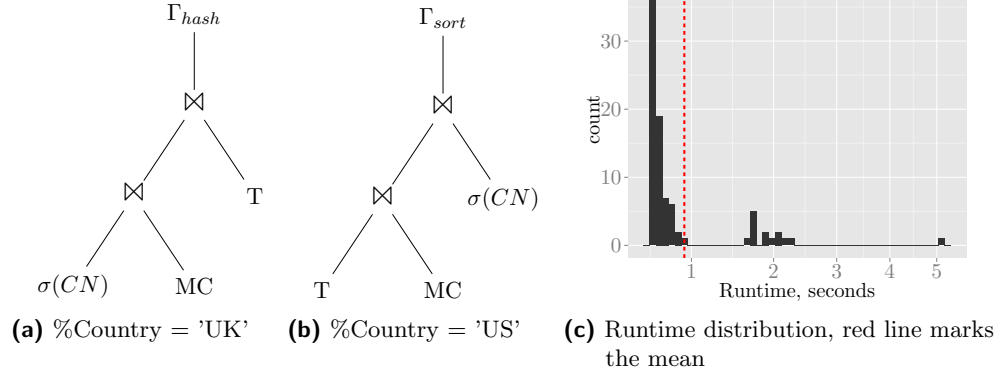 Γhash
⋈
⋈
T
σ(CN)
MC
(a) %Country = 'UK'
Γsort
⋈
⋈
σ(CN)
T
MC
(b) %Country = 'US'
30
20
10
0
count
1 2 3 4 5
Runtime, seconds
(c) Runtime distribution, red line marks
the mean